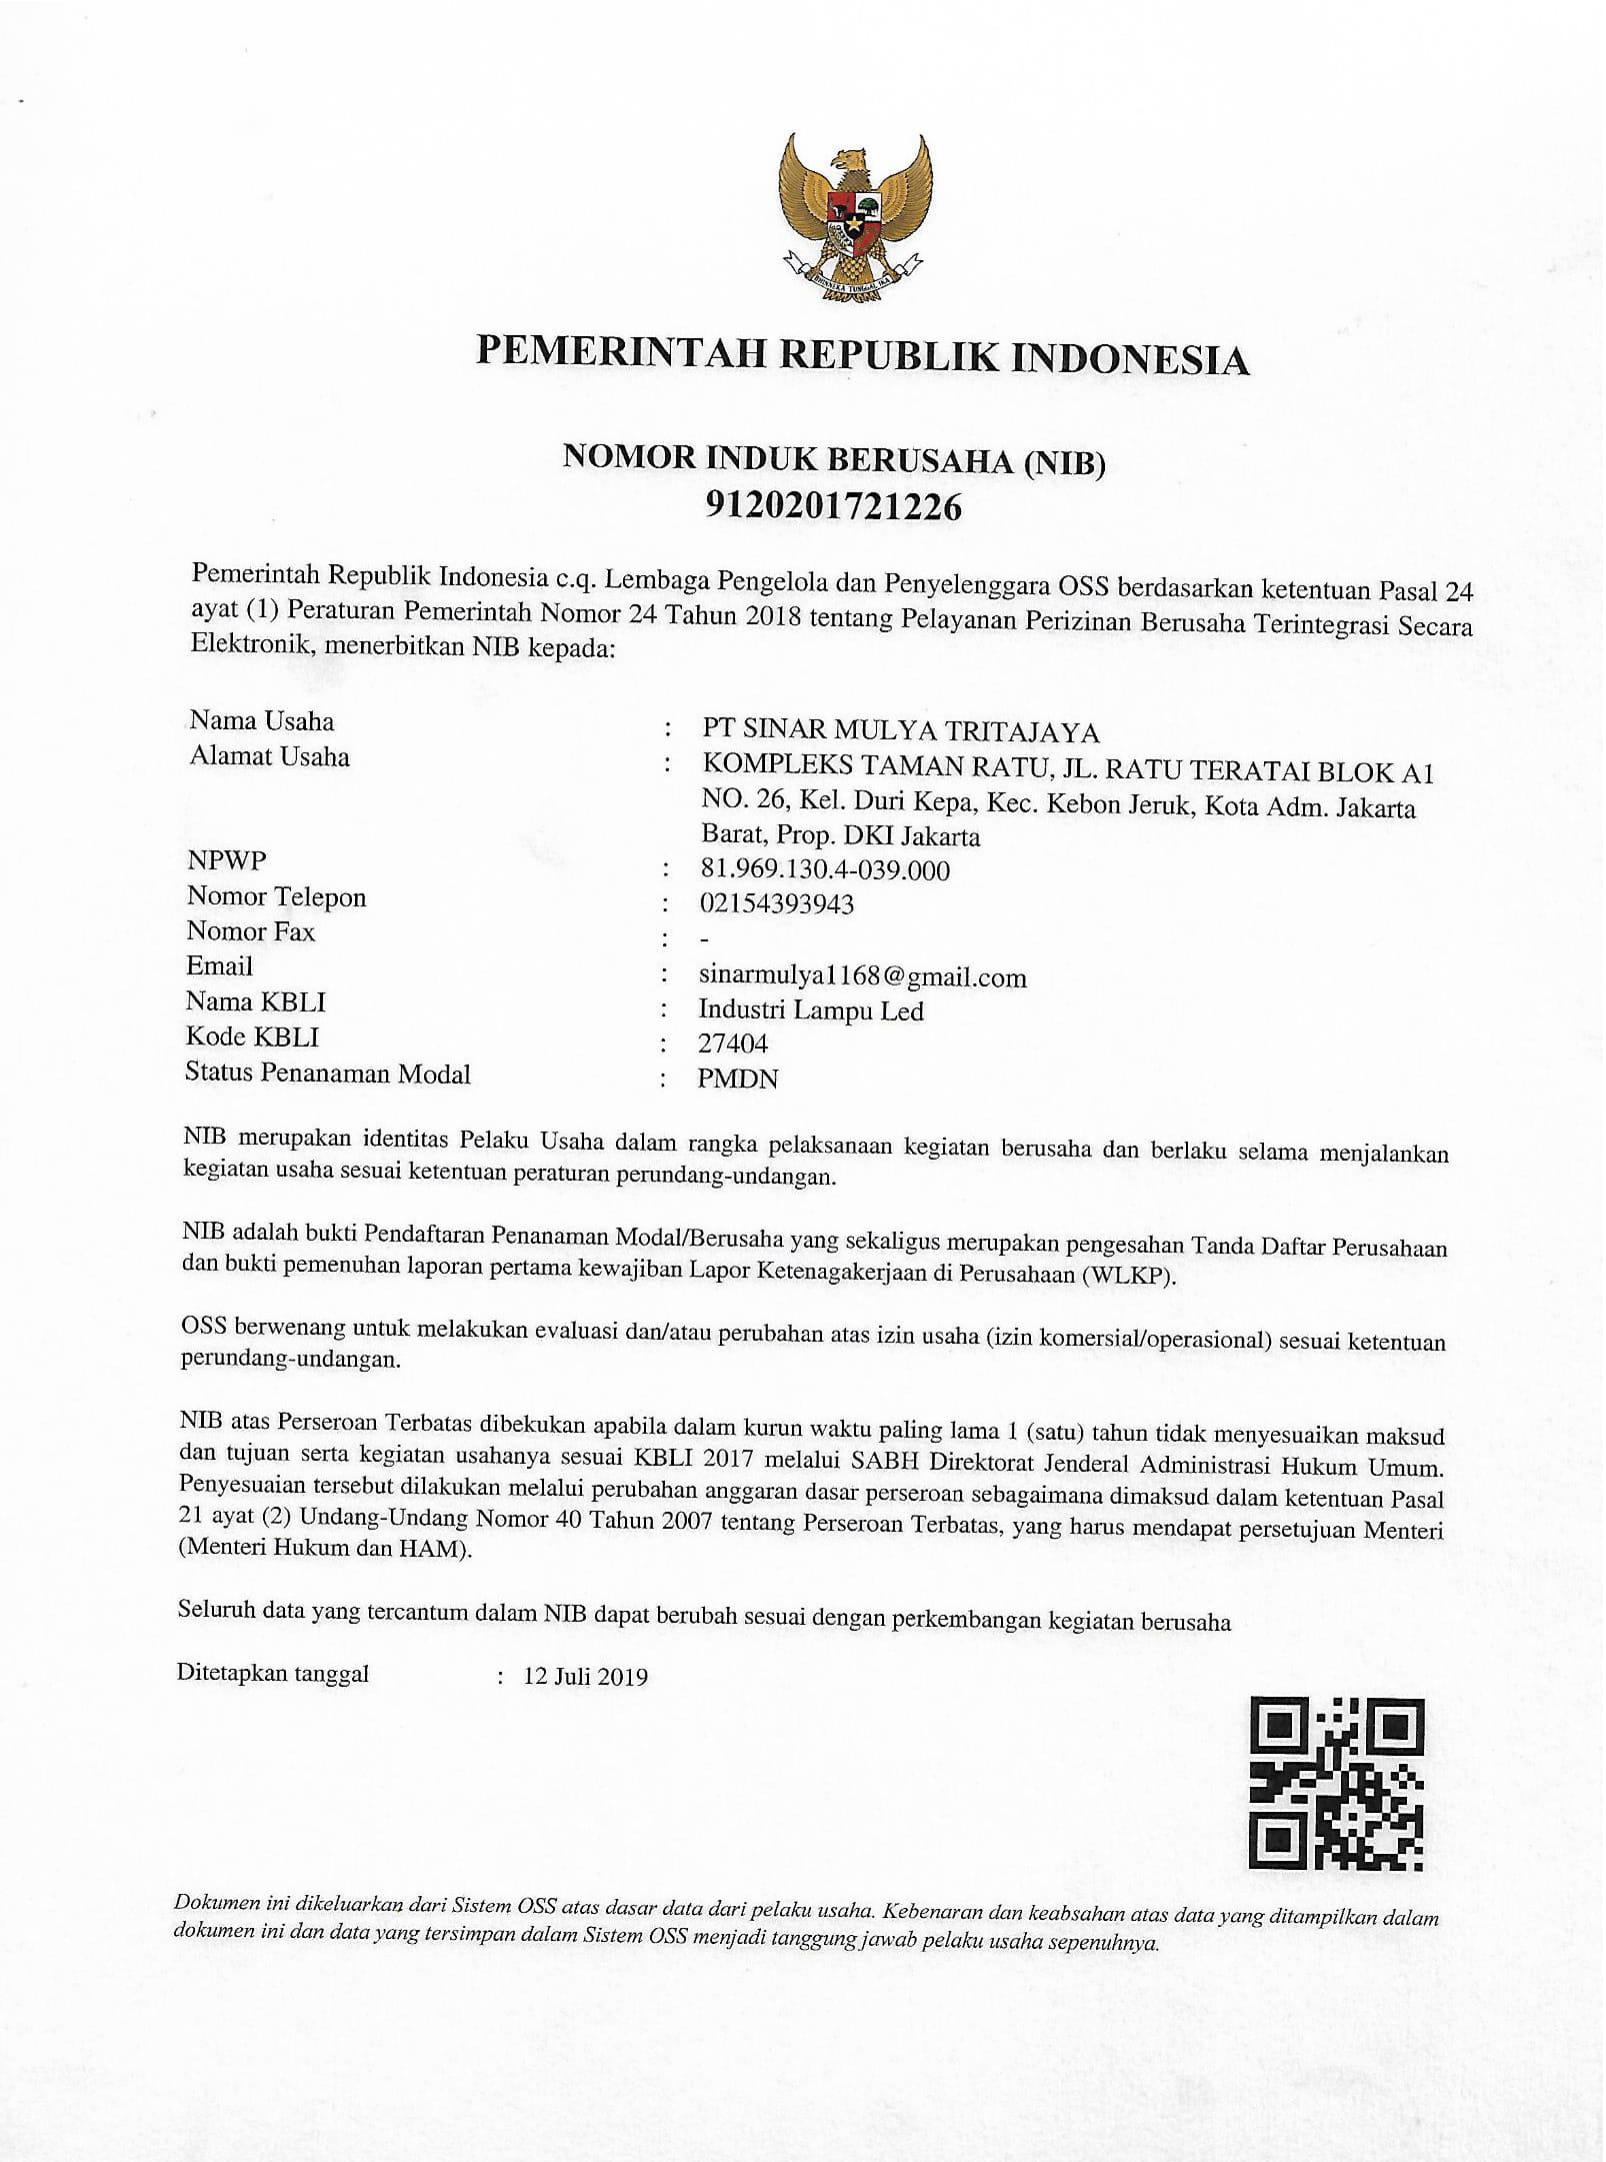 BHINNEKA TUNGGAL IKA
PEMERINTAH REPUBLIK INDONESIA
NOMOR INDUK BERUSAHA (NIB)
9120201721226
Pemerintah Republik Indonesia c.q. Lembaga Pengelola dan Penyelenggara OSS berdasarkan ketentuan Pasal 24
ayat (1) Peraturan Pemerintah Nomor 24 Tahun 2018 tentang Pelayanan Perizinan Berusaha Terintegrasi Secara
Elektronik, menerbitkan NIB kepada:
Nama Usaha : PT SINAR MULYA TRITAJAYA
Alamat Usaha : KOMPLEKS TAMAN RATU, JL. RATU TERATAI BLOK A1
NO. 26, Kel. Duri Kepa, Kec. Kebon Jeruk, Kota Adm. Jakarta
Barat, Prop. DKI Jakarta
NPWP : 81.969.130.4-039.000
Nomor Telepon : 02154393943
Nomor Fax : -
Email : sinarmulya1168@gmail.com
Nama KBLI : Industri Lampu Led
Kode KBLI : 27404
Status Penanaman Modal : PMDN
NIB merupakan identitas Pelaku Usaha dalam rangka pelaksanaan kegiatan berusaha dan berlaku selama menjalankan
kegiatan usaha sesuai ketentuan peraturan perundang-undangan.
NIB adalah bukti Pendaftaran Penanaman Modal/Berusaha yang sekaligus merupakan pengesahan Tanda Daftar Perusahaan
dan bukti pemenuhan laporan pertama kewajiban Lapor Ketenagakerjaan di Perusahaan (WLKP).
OSS berwenang untuk melakukan evaluasi dan/atau perubahan atas izin usaha (izin komersial/operasional) sesuai ketentuan
perundang-undangan.
NIB atas Perseroan Terbatas dibekukan apabila dalam kurun waktu paling lama 1 (satu) tahun tidak menyesuaikan maksud
dan tujuan serta kegiatan usahanya sesuai KBLI 2017 melalui SABH Direktorat Jenderal Administrasi Hukum Umum.
Penyesuaian tersebut dilakukan melalui perubahan anggaran dasar perseroan sebagaimana dimaksud dalam ketentuan Pasal
21 ayat (2) Undang-Undang Nomor 40 Tahun 2007 tentang Perseroan Terbatas, yang harus mendapat persetujuan Menteri
(Menteri Hukum dan HAM).
Seluruh data yang tercantum dalam NIB dapat berubah sesuai dengan perkembangan kegiatan berusaha
Ditetapkan tanggal : 12 Juli 2019
Dokumen ini dikeluarkan dari Sistem OSS atas dasar data dari pelaku usaha. Kebenaran dan keabsahan atas data yang ditampilkan dalam
dokumen ini dan data yang tersimpan dalam Sistem OSS menjadi tanggung jawab pelaku usaha sepenuhnya.